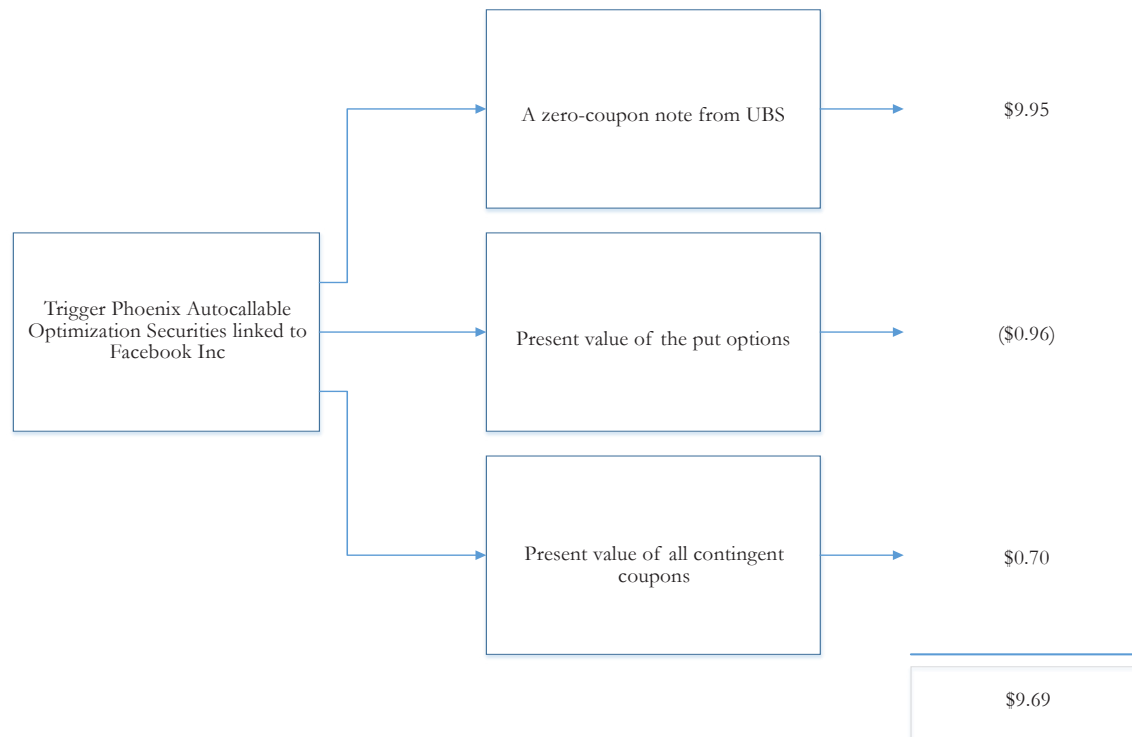 A zero-coupon note from UBS
$9.95
Trigger Phoenix Autocallable
Optimization Securities linked to
Facebook Inc
Present value of the put options
($0.96)
Present value of all contingent
coupons
$0.70
$9.69